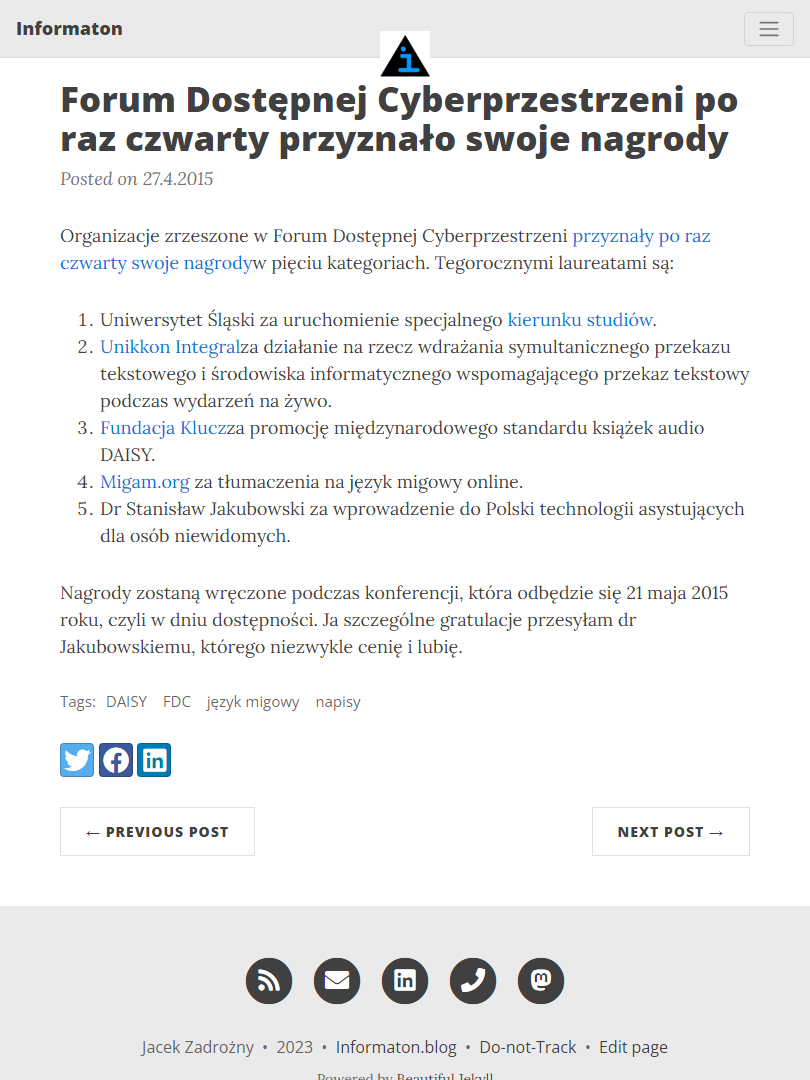 Informaton
Forum Dostępnej Cyberprzestrzeni po
raz czwarty przyznało swoje nagrody
Posted on 27.4.2015
Organizacje zrzeszone w Forum Dostępnej Cyberprzestrzeni przyznały po raz
czwarty swoje nagrodyw pięciu kategoriach. Tegorocznymi laureatami są:
1. Uniwersytet Śląski za uruchomienie specjalnego kierunku studiów.
2. Unikkon Integralza działanie na rzecz wdrażania symultanicznego przekazu
tekstowego i środowiska informatycznego wspomagającego przekaz tekstowy
podczas wydarzeń na żywo.
3. Fundacja Kluczza promocję międzynarodowego standardu książek audio
DAISY.
4. Migam.org za tłumaczenia na język migowy online.
5. Dr Stanisław Jakubowski za wprowadzenie do Polski technologii asystujących
dla osób niewidomych.
Nagrody zostaną wręczone podczas konferencji, która odbędzie się 21 maja 2015
roku, czyli w dniu dostępności. Ja szczególne gratulacje przesyłam dr
Jakubowskiemu, którego niezwykle cenię i lubię.
Tags: DAISY FDC język migowy napisy
← PREVIOUS POST
NEXT POST →
Jacek Zadrożny • 2023 • Informaton.blog • Do-not-Track • Edit page
Powered by Beautiful Jekyll